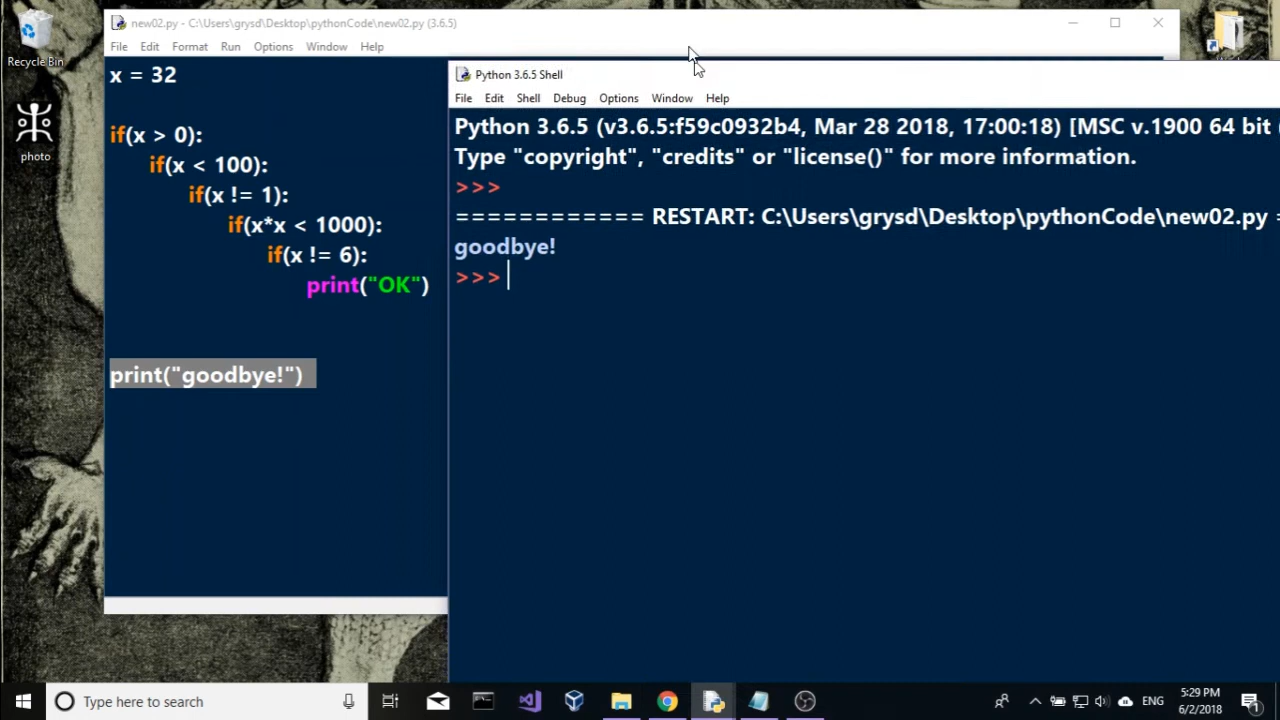 Recycle Bin
photo
new02.py - C:\Users\grysd\Desktop\pythonCode\new02.py (3.6.5)
File Edit Format Run Options Window Help
x = 32
if(x > 0):
if(x < 100):
if(x != 1):
if(x*x < 1000):
if(x != 6):
print("OK")
print("goodbye!")
Python 3.6.5 Shell
File Edit Shell Debug Options Window Help
Python 3.6.5 (v3.6.5:f59c0932b4, Mar 28 2018, 17:00:18) [MSC v.1900 64 bit (
Type "copyright", "credits" or "license()" for more information.
>>>
============ RESTART: C:\Users\grysd\Desktop\pythonCode\new02.py =
goodbye!
>>>
Type here to search
ENG
5:29 PM
6/2/2018
1